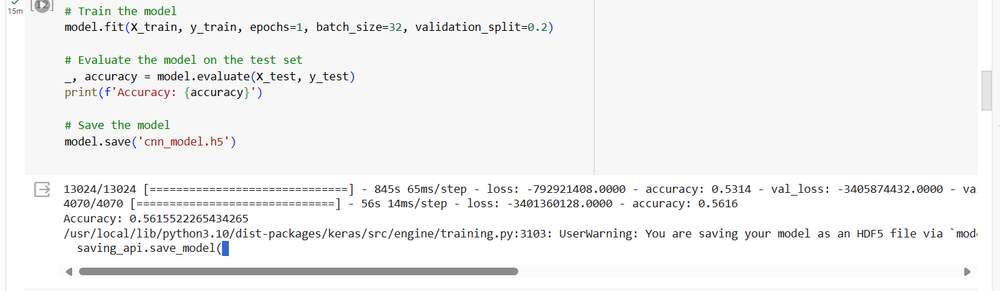 15m
[12]
# Train the model
model.fit(X_train, y_train, epochs=1, batch_size=32, validation_split=0.2)
# Evaluate the model on the test set
_, accuracy = model.evaluate(X_test, y_test)
print(f'Accuracy: {accuracy}')
# Save the model
model.save('cnn_model.h5')
13024/13024 [==============================] - 845s 65ms/step - loss: -792921408.0000 - accuracy: 0.5314 - val_loss: -3405874432.0000 -
4070/4070 [==============================] - 56s 14ms/step - loss: -3401360128.0000 - accuracy: 0.5616
Accuracy: 0.5615522265434265
/usr/local/lib/python3.10/dist-packages/keras/src/engine/training.py:3103: UserWarning: You are saving your model as an HDF5 file via
saving_api.save_model(